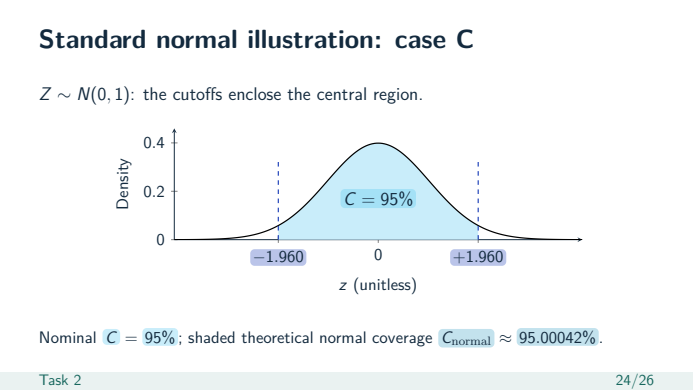 Standard normal illustration: case C
Z ∼ N(0, 1): the cutoffs enclose the central region.
0.4
0.2
0
Density
C = 95%
−1.960
0
+1.960
z (unitless)
Nominal C = 95%; shaded theoretical normal coverage Cnormal ≈ 95.00042%.
Task 2
24/26